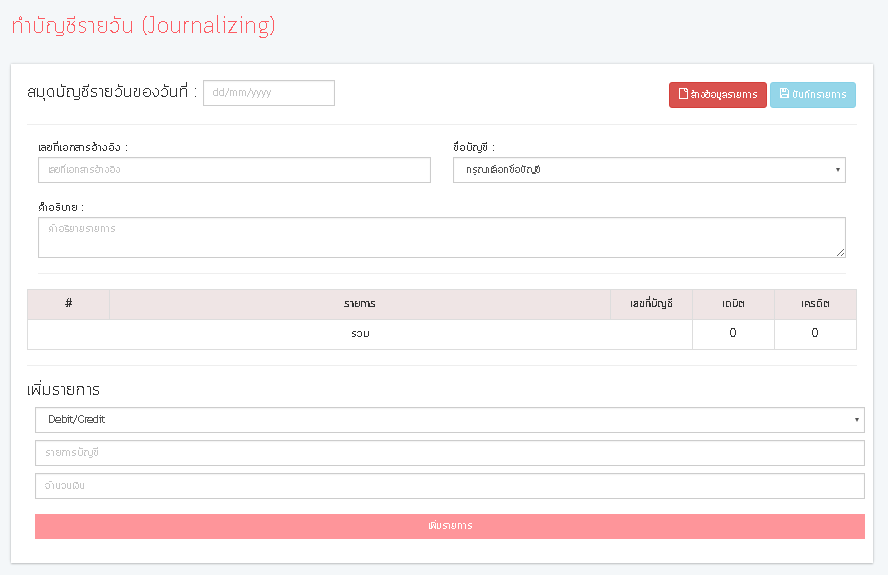 ทำบัญชีรายวัน (Journalizing)
สมุดบัญชีรายวันของวันที่ : dd/mm/yyyy
ล้างข้อมูลรายการ บันทึกรายการ
เลขที่เอกสารอ้างอิง : ชื่อบัญชี :
เลขที่เอกสารอ้างอิง กรุณาเลือกชื่อบัญชี
คำอธิบาย :
คำอธิบายรายการ
# รายการ เลขที่บัญชี เดบิต เครดิต
รวม 0 0
เพิ่มรายการ
Debit/Credit
รายการบัญชี
จำนวนเงิน
เพิ่มรายการ